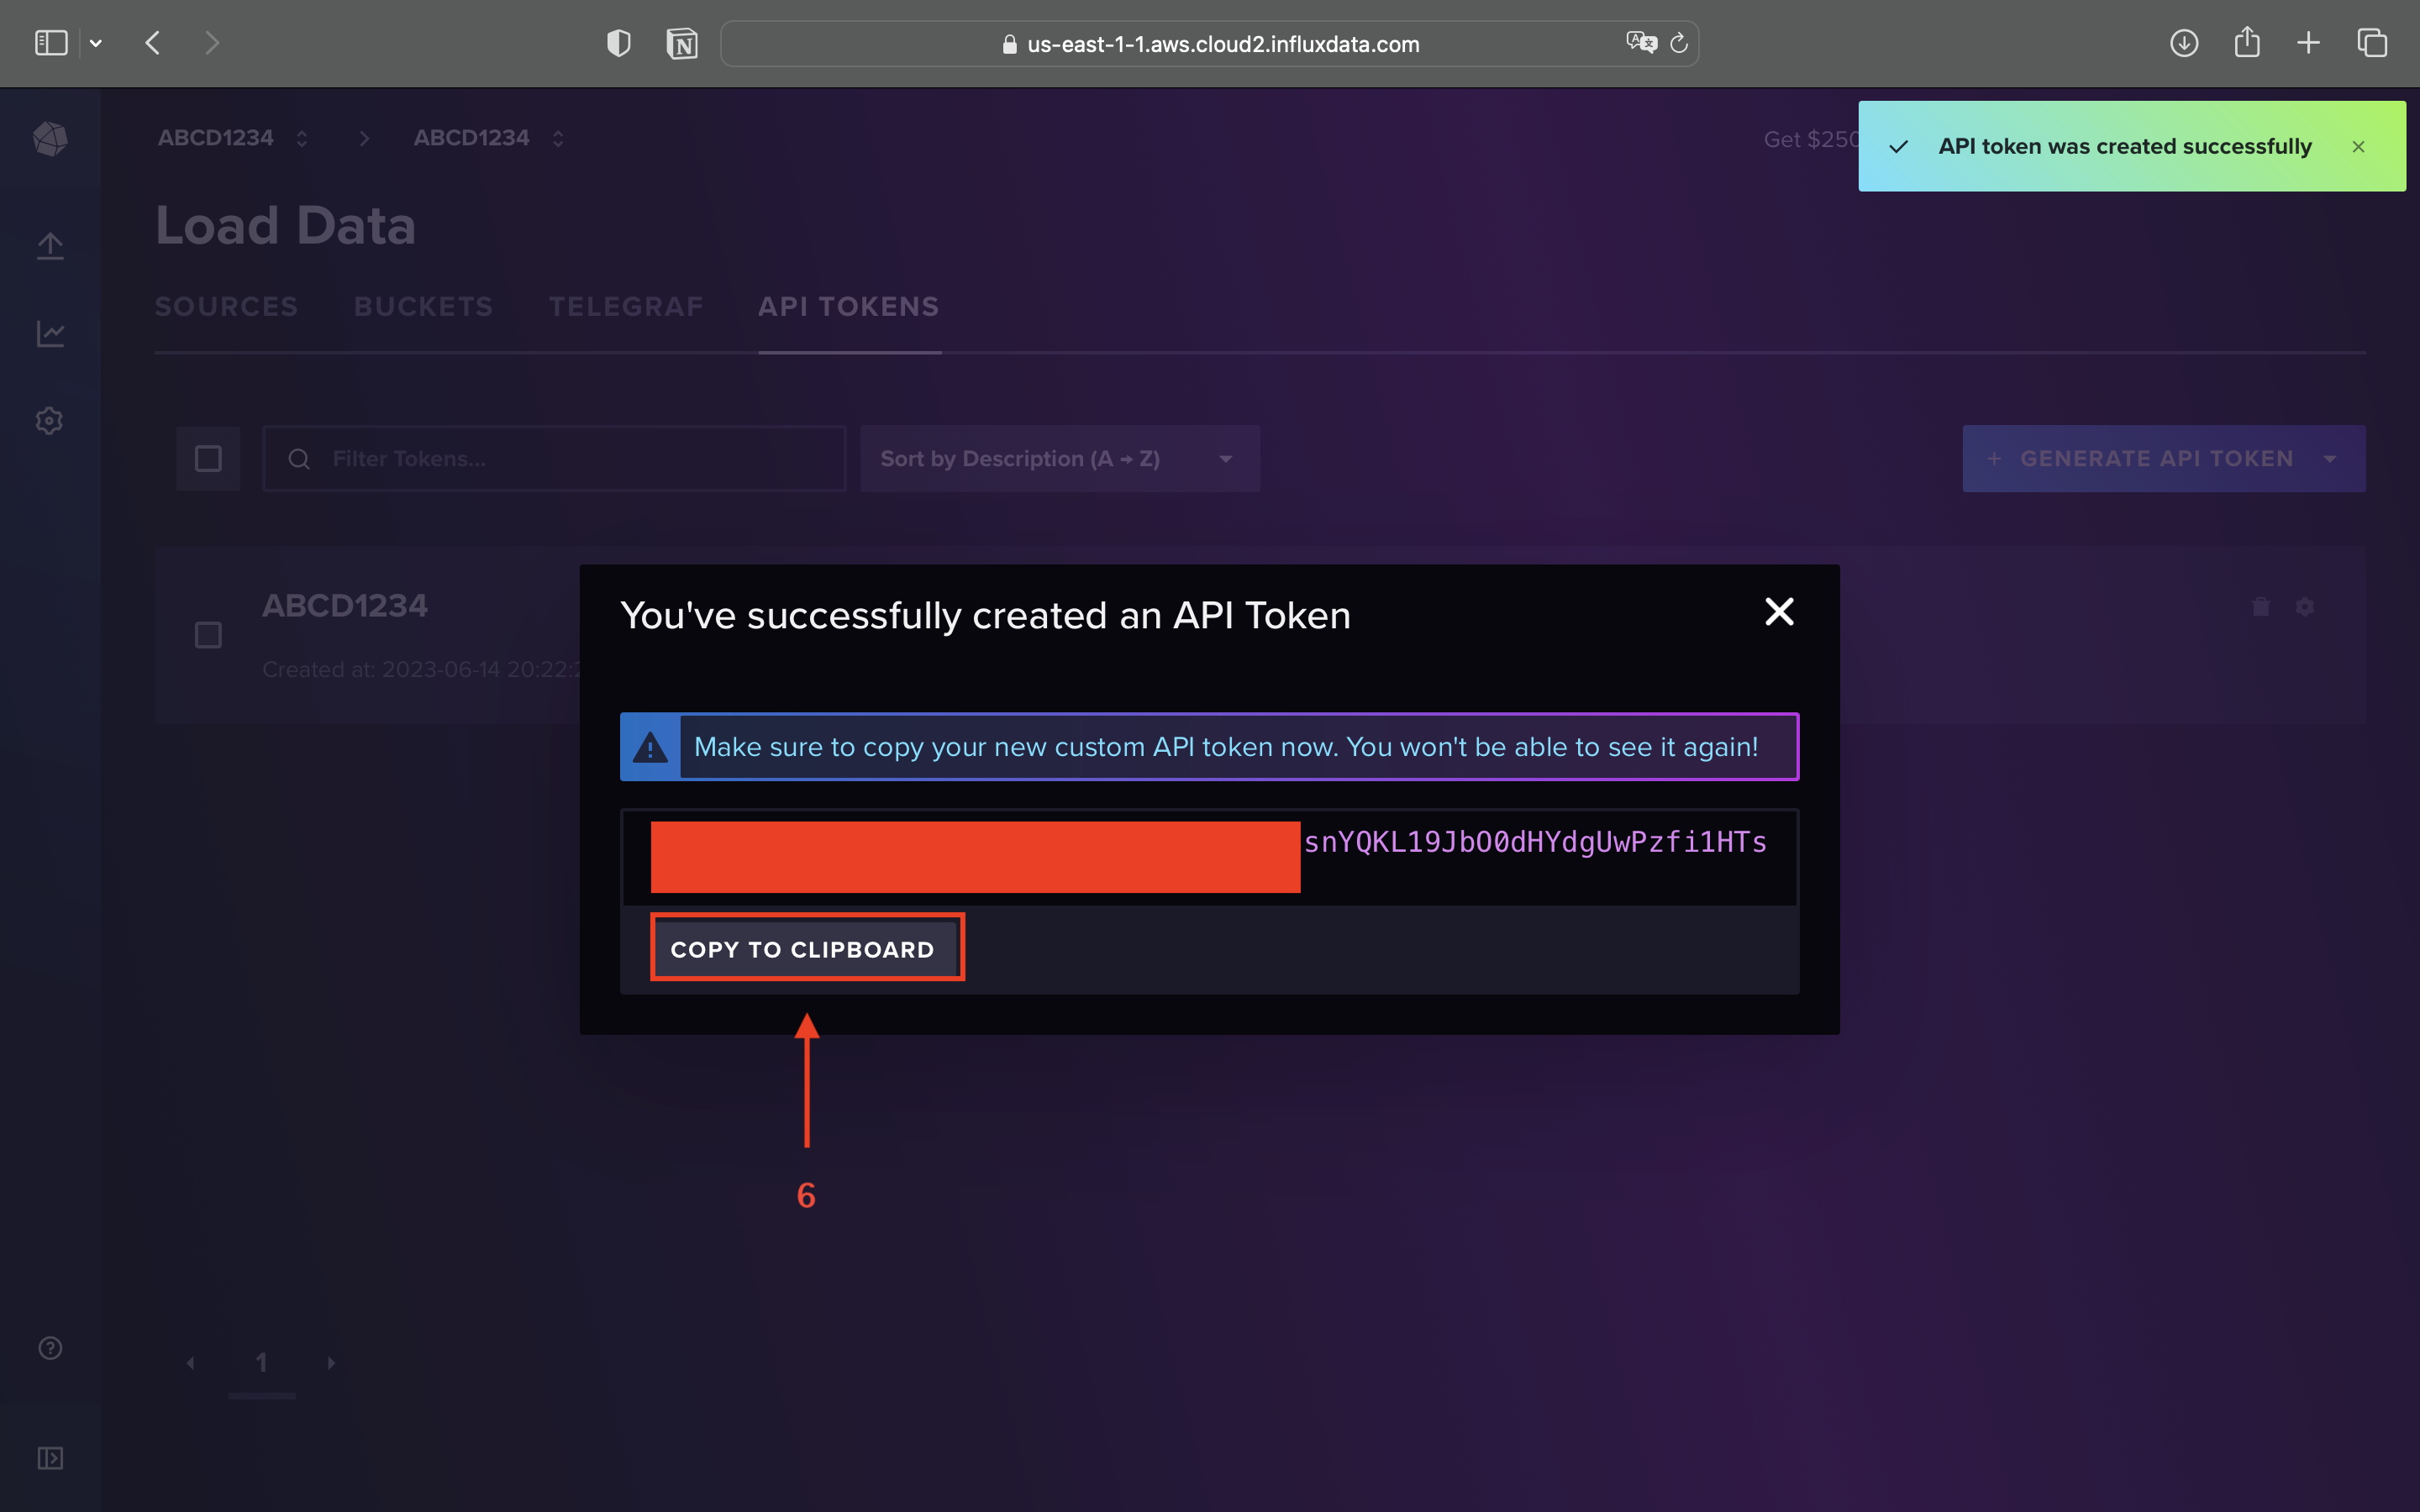 us-east-1-1.aws.cloud2.influxdata.com
ABCD1234
ABCD1234
Get $250
API token was created successfully
Load Data
SOURCES
BUCKETS
TELEGRAF
API TOKENS
Filter Tokens...
Sort by Description (A → Z)
GENERATE API TOKEN
ABCD1234
Created at: 2023-06-14 20:22:2
You've successfully created an API Token
Make sure to copy your new custom API token now. You won't be able to see it again!
snYQKL19JbO0dHYdgUwPzfi1HTs
COPY TO CLIPBOARD
6
1